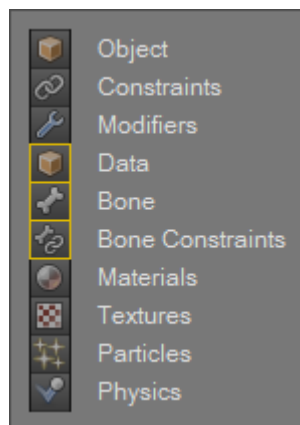 Object
Constraints
Modifiers
Data
Bone
Bone Constraints
Materials
Textures
Particles
Physics